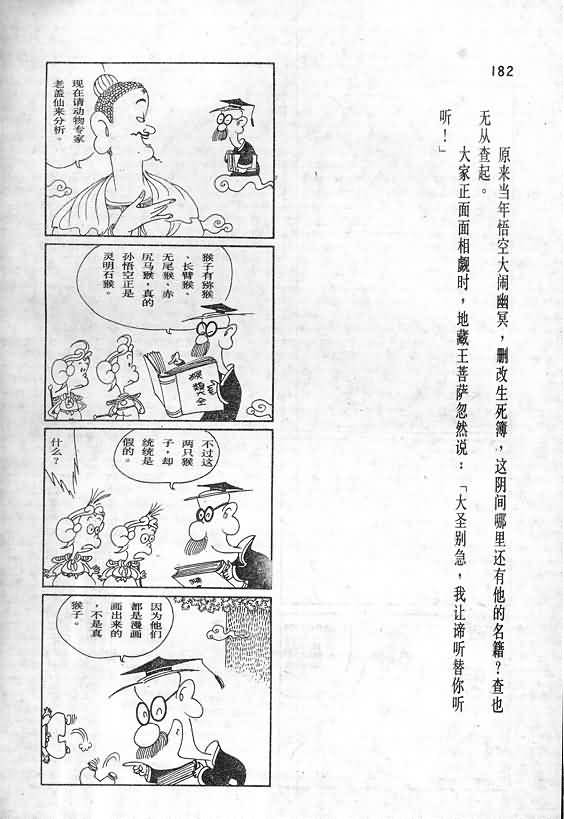 182
原来当年悟空大闹幽冥，删改生死簿，这阴间哪里还有他的名籍？查也
无从查起。
大家正面面相觑时，地藏王菩萨忽然说：「大圣别急，我让谛听替你听
听！」
现在请动物专家
老盖仙来分析。
猴子有猕猴
、长臂猴、
无尾猴、赤
尻马猴，真的
孙悟空正是
灵明石猴。
猴类大全
不过这
两只猴
子，却
统统是
假的。
什么？
因为他们
都是漫画
画出来的
，不是真
猴子。